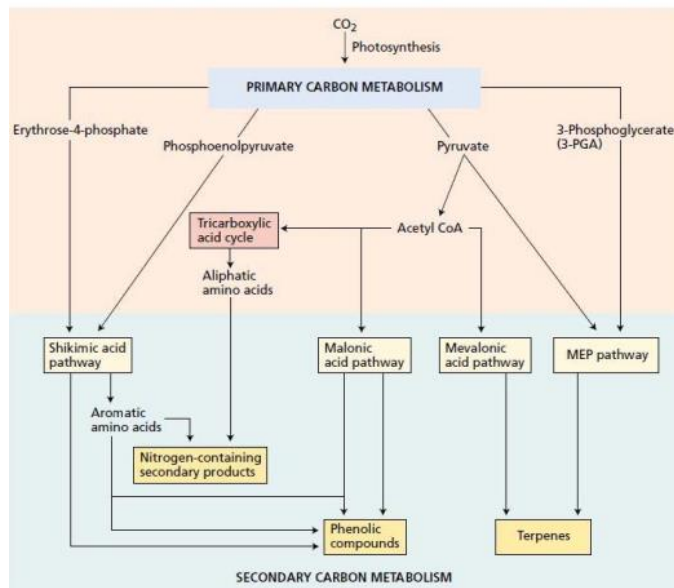 CO2
Photosynthesis
PRIMARY CARBON METABOLISM
Erythrose-4-phosphate
Phosphoenolpyruvate
Pyruvate
3-Phosphoglycerate
(3-PGA)
Tricarboxylic
acid cycle
Acetyl CoA
Aliphatic
amino acids
Shikimic acid
pathway
Malonic
acid pathway
Mevalonic
acid pathway
MEP pathway
Aromatic
amino acids
Nitrogen-containing
secondary products
Phenolic
compounds
Terpenes
SECONDARY CARBON METABOLISM